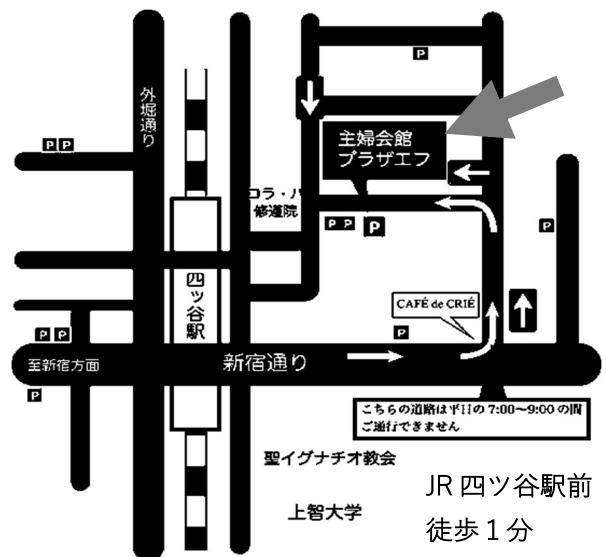 外堀通り
P
P P
主婦会館
プラザエフ
コラ・バ
修道院
P P P
P
四ツ谷駅
CAFÉ de CRIÉ
P P
P
至新宿方面
新宿通り
P
こちらの道路は平日の 7:00～9:00 の間
ご通行できません
聖イグナチオ教会
上智大学
JR 四ツ谷駅前
徒歩 1 分